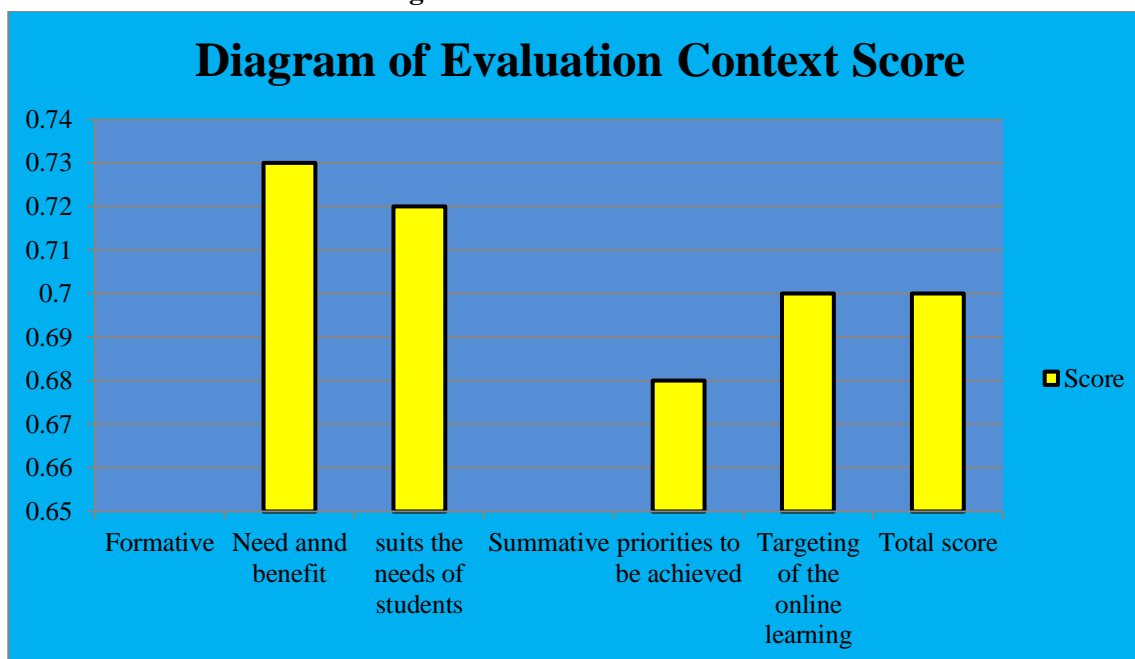 Diagram of Evaluation Context Score
0.74
0.73
0.72
0.71
0.7
0.69
0.68
0.67
0.66
0.65
Formative
Need annd
benefit
suits the
needs of
students
Summative
priorities to
be achieved
Targeting
of the
online
learning
Total score
Score